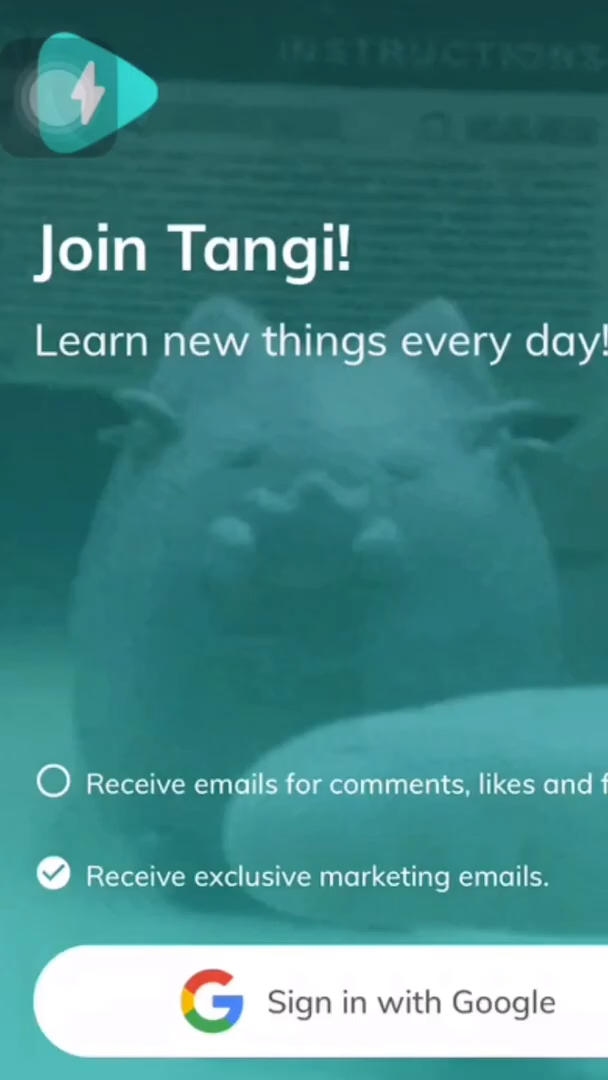 INSTRUCTIONS
Join Tangi!
Learn new things every day!
Receive emails for comments, likes and f
Receive exclusive marketing emails.
Sign in with Google